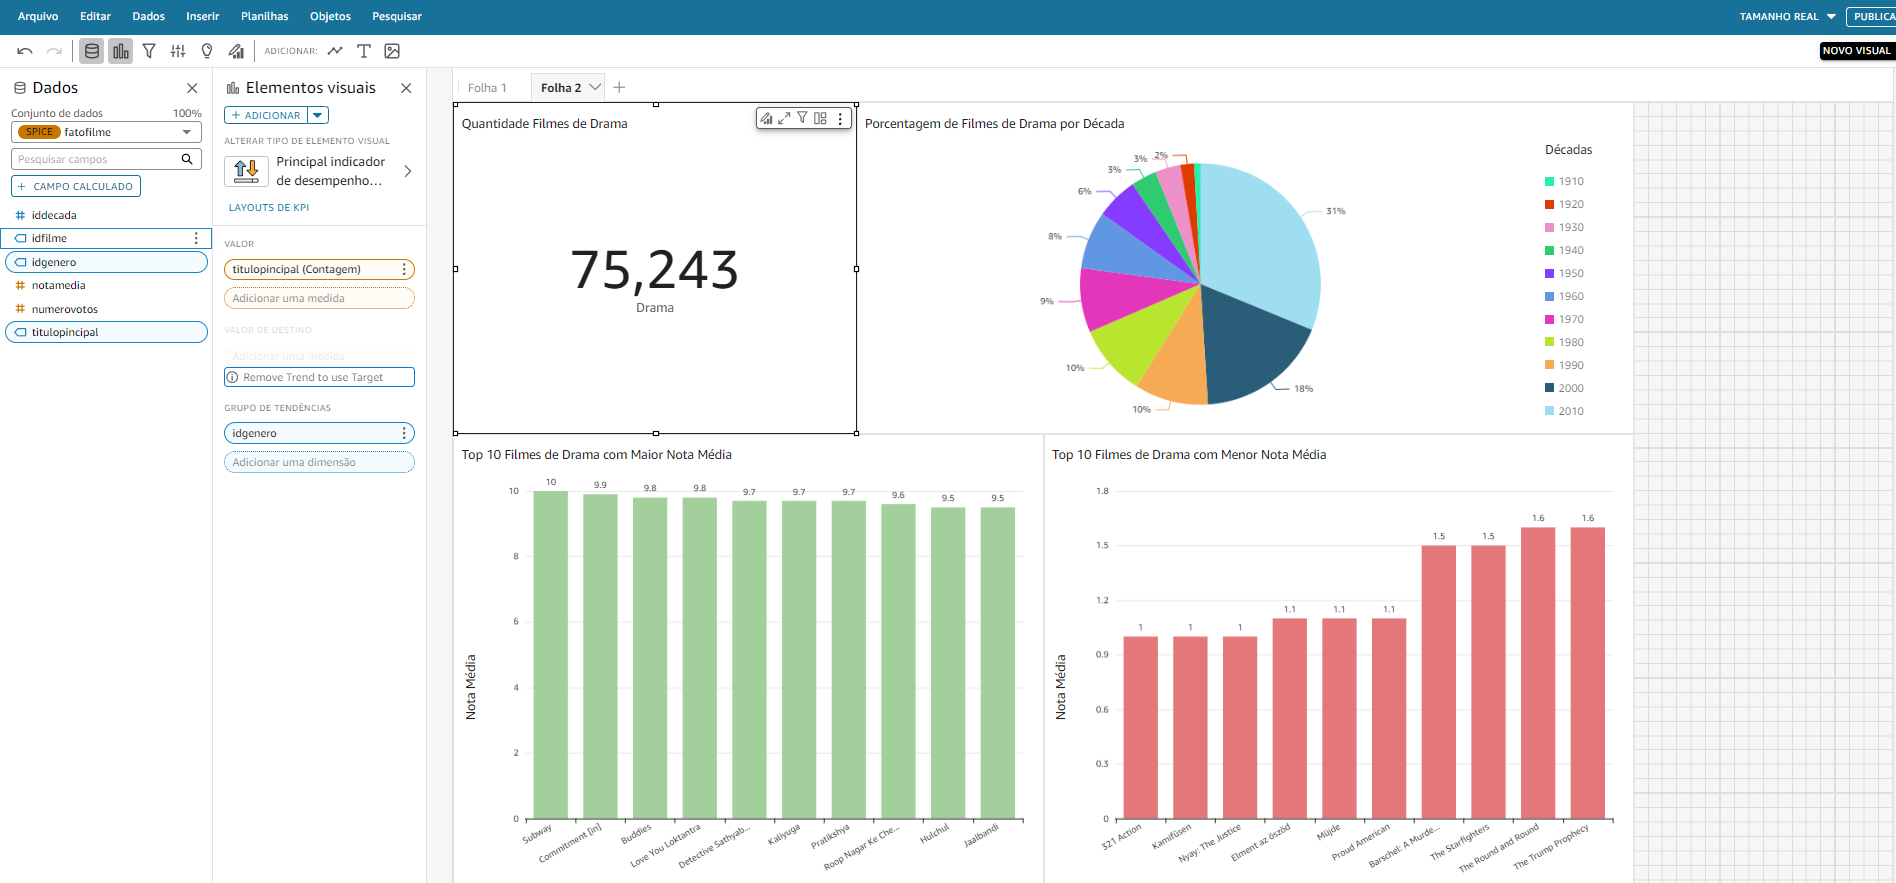 Arquivo Editar Dados Inserir Planilhas Objetos Pesquisar
TAMANHO REAL
PUBLICA
ADICIONAR:
NOVO VISUAL
Dados
Conjunto de dados 100%
SPICE fatofilme
Pesquisar campos
+ CAMPO CALCULADO
iddecada
idfilme
idgenero
notamedia
numerovotos
titulopincipal
Elementos visuais
+ ADICIONAR
ALTERAR TIPO DE ELEMENTO VISUAL
Principal indicador
de desempenho...
LAYOUTS DE KPI
VALOR
titulopincipal (Contagem)
Adicionar uma medida
VALOR DE DESTINO
Adicionar uma medida
Remove Trend to use Target
GRUPO DE TENDÊNCIAS
idgenero
Adicionar uma dimensão
Folha 1
Folha 2
Quantidade Filmes de Drama
75,243
Drama
Porcentagem de Filmes de Drama por Década
2%
3%
3%
6%
8%
9%
10%
10%
18%
31%
Décadas
1910
1920
1930
1940
1950
1960
1970
1980
1990
2000
2010
Top 10 Filmes de Drama com Maior Nota Média
Nota Média
10
8
6
4
2
0
10 9.9 9.8 9.8 9.7 9.7 9.7 9.6 9.5 9.5
Subway
Commitment [in]
Buddies
Love You Loktantra
Detective Sathyab...
Kaliyuga
Pratikshya
Roop Nagar Ke Che...
Hulchul
Jaalbandi
Top 10 Filmes de Drama com Menor Nota Média
Nota Média
1.8
1.5
1.2
0.9
0.6
0.3
0
1 1 1 1.1 1.1 1.1 1.5 1.5 1.6 1.6
321 Action
Kamifüsen
Nyay: The Justice
Elment az öszöd
Müjde
Proud American
Barschel: A Murde...
The Starfighters
The Round and Round
The Trump Prophecy